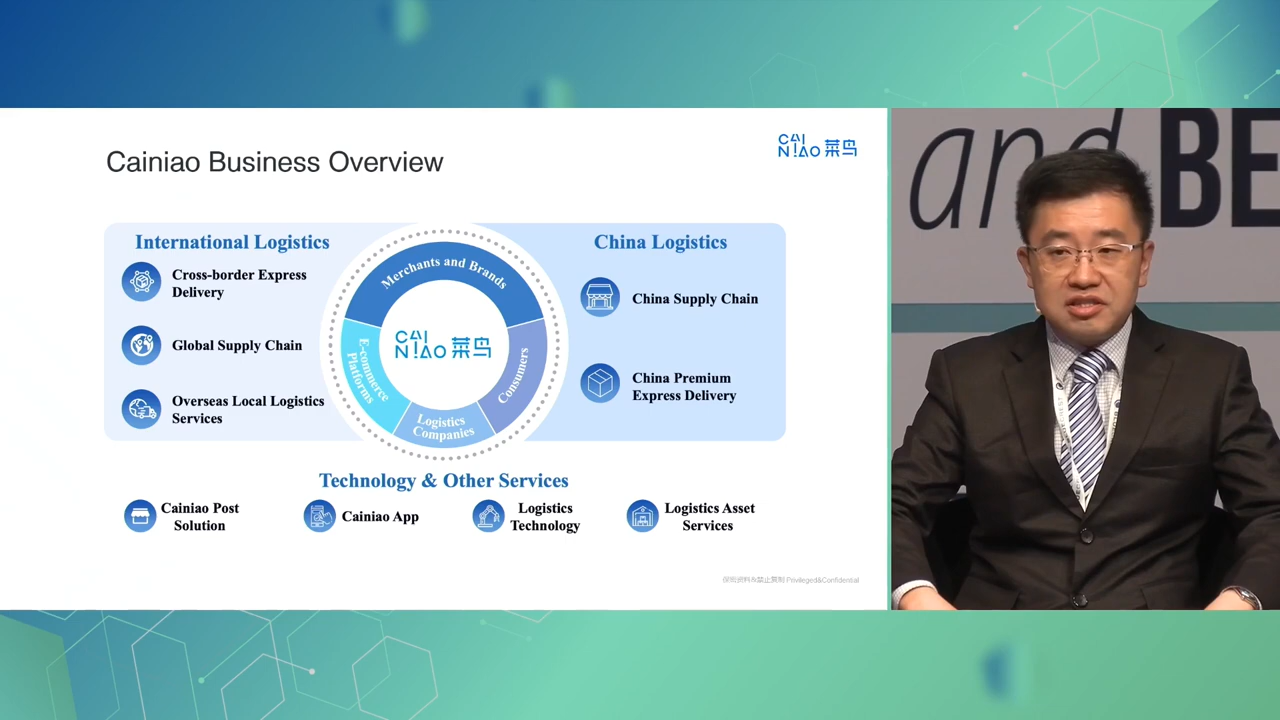 Cainiao Business Overview
CAI
NIAO 菜鸟
International Logistics
Cross-border Express
Delivery
Global Supply Chain
Overseas Local Logistics
Services
Merchants and Brands
E-commerce
Platforms
CAI
NIAO 菜鸟
Consumers
Logistics
Companies
China Logistics
China Supply Chain
China Premium
Express Delivery
Technology & Other Services
Cainiao Post
Solution
Cainiao App
Logistics
Technology
Logistics Asset
Services
Privileged&Confidential
and BE